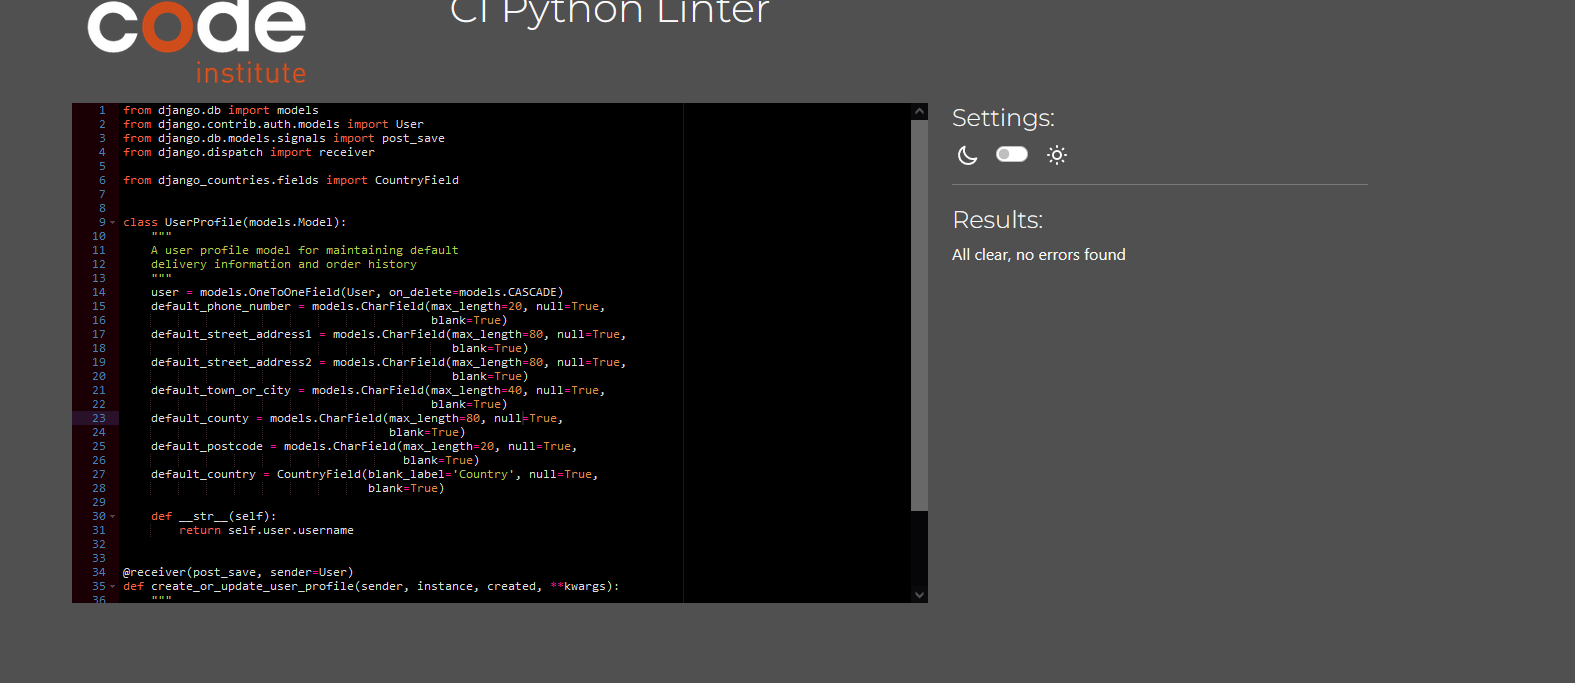 code
institute
CI Python Linter
1 from django.db import models
2 from django.contrib.auth.models import User
3 from django.db.models.signals import post_save
4 from django.dispatch import receiver
5
6 from django_countries.fields import CountryField
7
8
9 class UserProfile(models.Model):
10 """
11 A user profile model for maintaining default
12 delivery information and order history
13 """
14 user = models.OneToOneField(User, on_delete=models.CASCADE)
15 default_phone_number = models.CharField(max_length=20, null=True,
16 blank=True)
17 default_street_address1 = models.CharField(max_length=80, null=True,
18 blank=True)
19 default_street_address2 = models.CharField(max_length=80, null=True,
20 blank=True)
21 default_town_or_city = models.CharField(max_length=40, null=True,
22 blank=True)
23 default_county = models.CharField(max_length=80, null=True,
24 blank=True)
25 default_postcode = models.CharField(max_length=20, null=True,
26 blank=True)
27 default_country = CountryField(blank_label='Country', null=True,
28 blank=True)
29
30 def __str__(self):
31 return self.user.username
32
33
34 @receiver(post_save, sender=User)
35 def create_or_update_user_profile(sender, instance, created, **kwargs):
36 """
Settings:
Results:
All clear, no errors found